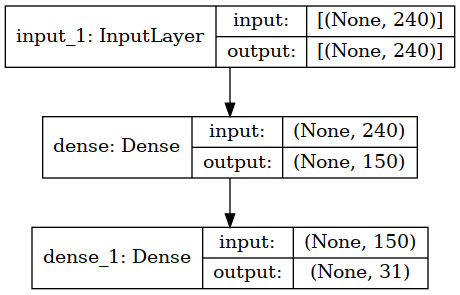 input_1: InputLayer
input:
[(None, 240)]
output:
[(None, 240)]
dense: Dense
input:
(None, 240)
output:
(None, 150)
dense_1: Dense
input:
(None, 150)
output:
(None, 31)